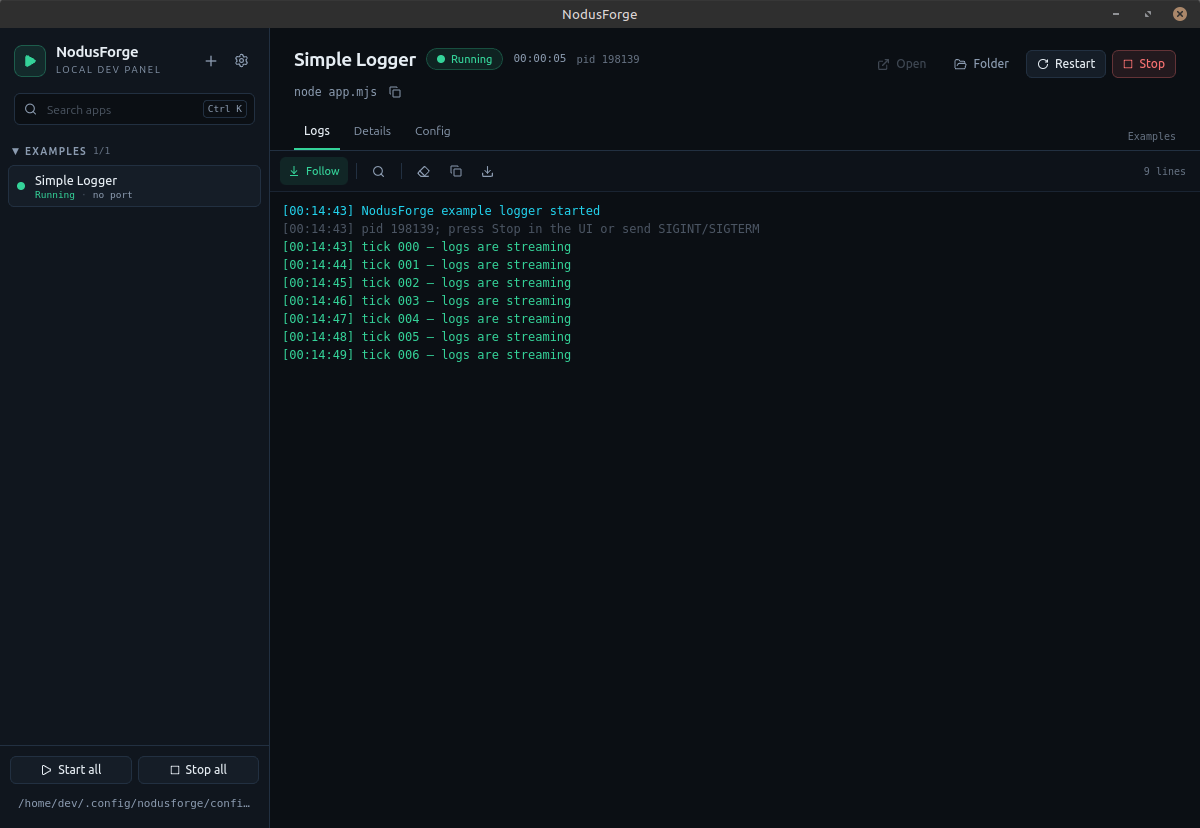 NodusForge
NodusForge
LOCAL DEV PANEL
Search apps Ctrl K
▼ EXAMPLES 1/1
Simple Logger
Running · no port
Start all Stop all
/home/dev/.config/nodusforge/confi…
Simple Logger Running 00:00:05 pid 198139
Open Folder Restart Stop
node app.mjs
Logs Details Config
Examples
Follow
9 lines
[00:14:43] NodusForge example logger started
[00:14:43] pid 198139; press Stop in the UI or send SIGINT/SIGTERM
[00:14:43] tick 000 — logs are streaming
[00:14:44] tick 001 — logs are streaming
[00:14:45] tick 002 — logs are streaming
[00:14:46] tick 003 — logs are streaming
[00:14:47] tick 004 — logs are streaming
[00:14:48] tick 005 — logs are streaming
[00:14:49] tick 006 — logs are streaming